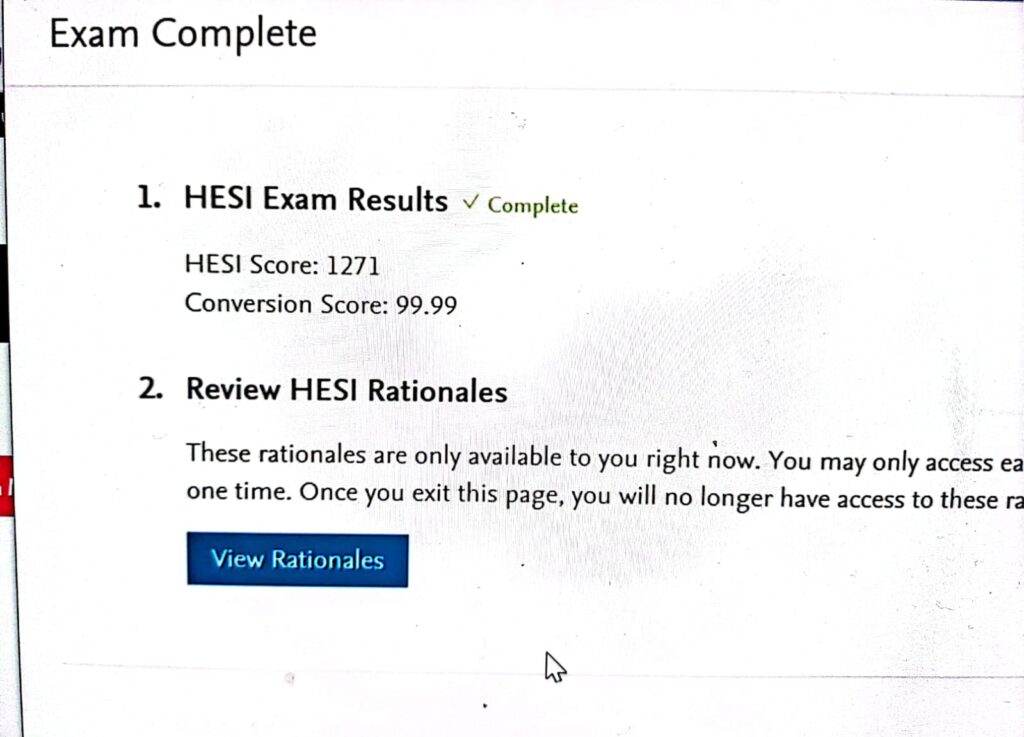 Exam Complete
1. HESI Exam Results ✓ Complete
HESI Score: 1271
Conversion Score: 99.99
2. Review HESI Rationales
These rationales are only available to you right now. You may only access ea
one time. Once you exit this page, you will no longer have access to these ra
View Rationales